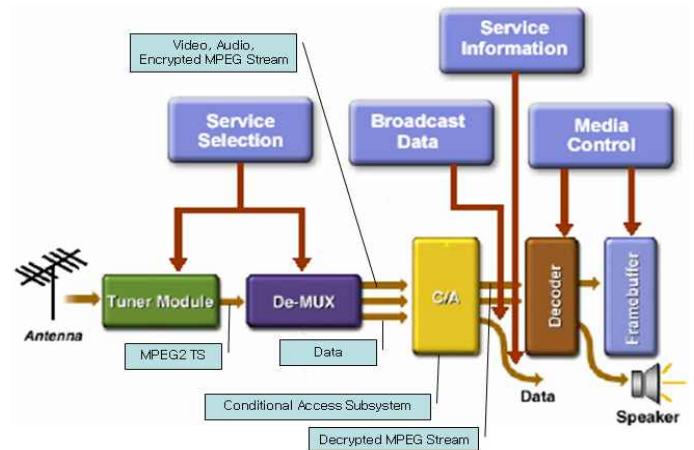 Video, Audio,
Encrypted MPEG Stream
Service
Information
Service
Selection
Broadcast
Data
Media
Control
Antenna
Tuner Module
De-MUX
C/A
Decoder
Framebuffer
MPEG2 TS
Data
Conditional Access Subsystem
Decrypted MPEG Stream
Data
Speaker